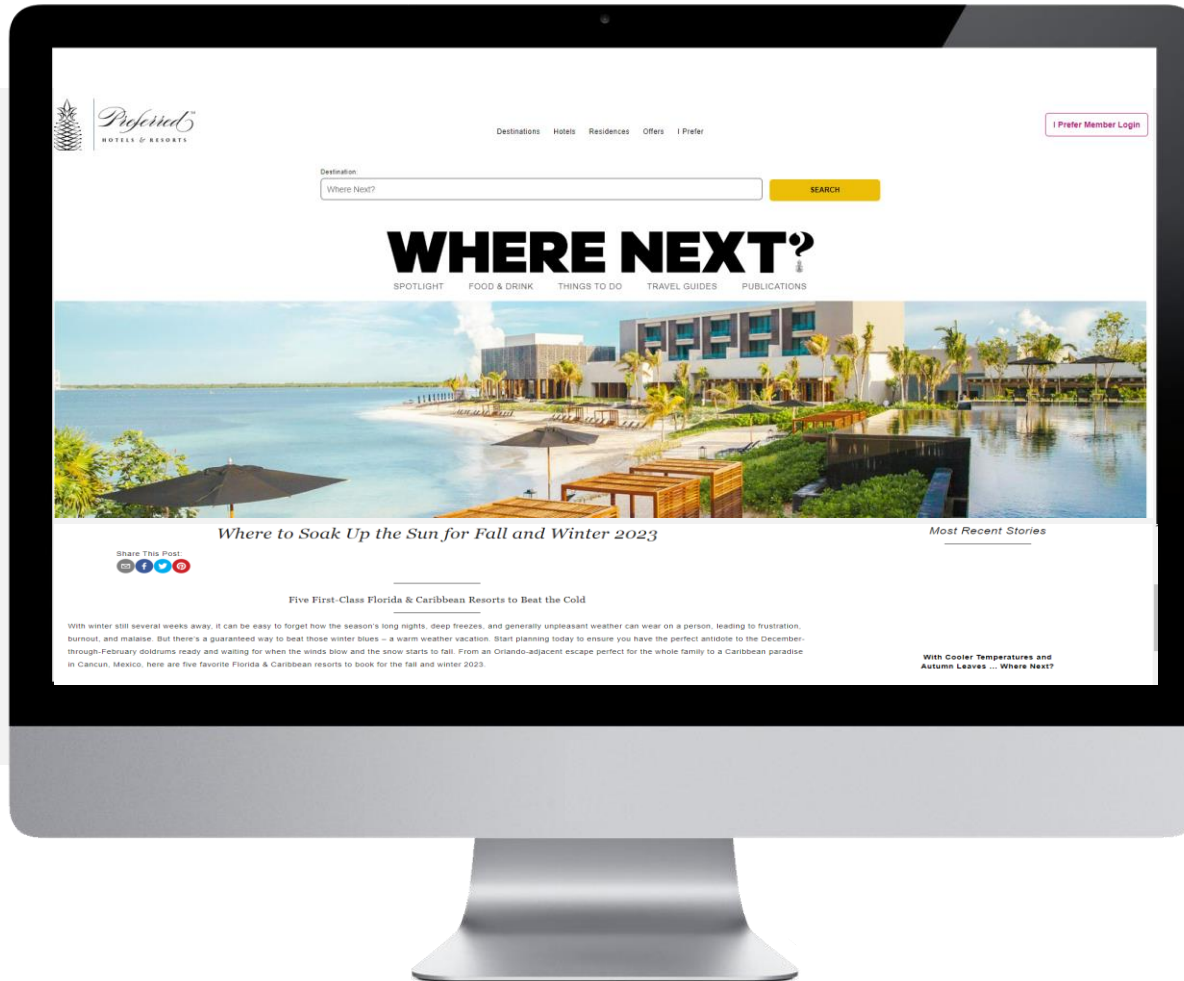 Preferred™
HOTELS & RESORTS
Destinations Hotels Residences Offers I Prefer
I Prefer Member Login
Destination:
Where Next?
SEARCH
WHERE NEXT?
SPOTLIGHT FOOD & DRINK THINGS TO DO TRAVEL GUIDES PUBLICATIONS
Where to Soak Up the Sun for Fall and Winter 2023
Share This Post:
Five First-Class Florida & Caribbean Resorts to Beat the Cold
With winter still several weeks away, it can be easy to forget how the season's long nights, deep freezes, and generally unpleasant weather can wear on a person, leading to frustration,
burnout, and malaise. But there's a guaranteed way to beat those winter blues – a warm weather vacation. Start planning today to ensure you have the perfect antidote to the December-
through-February doldrums ready and waiting for when the winds blow and the snow starts to fall. From an Orlando-adjacent escape perfect for the whole family to a Caribbean paradise
in Cancun, Mexico, here are five favorite Florida & Caribbean resorts to book for the fall and winter 2023.
Most Recent Stories
With Cooler Temperatures and
Autumn Leaves ... Where Next?